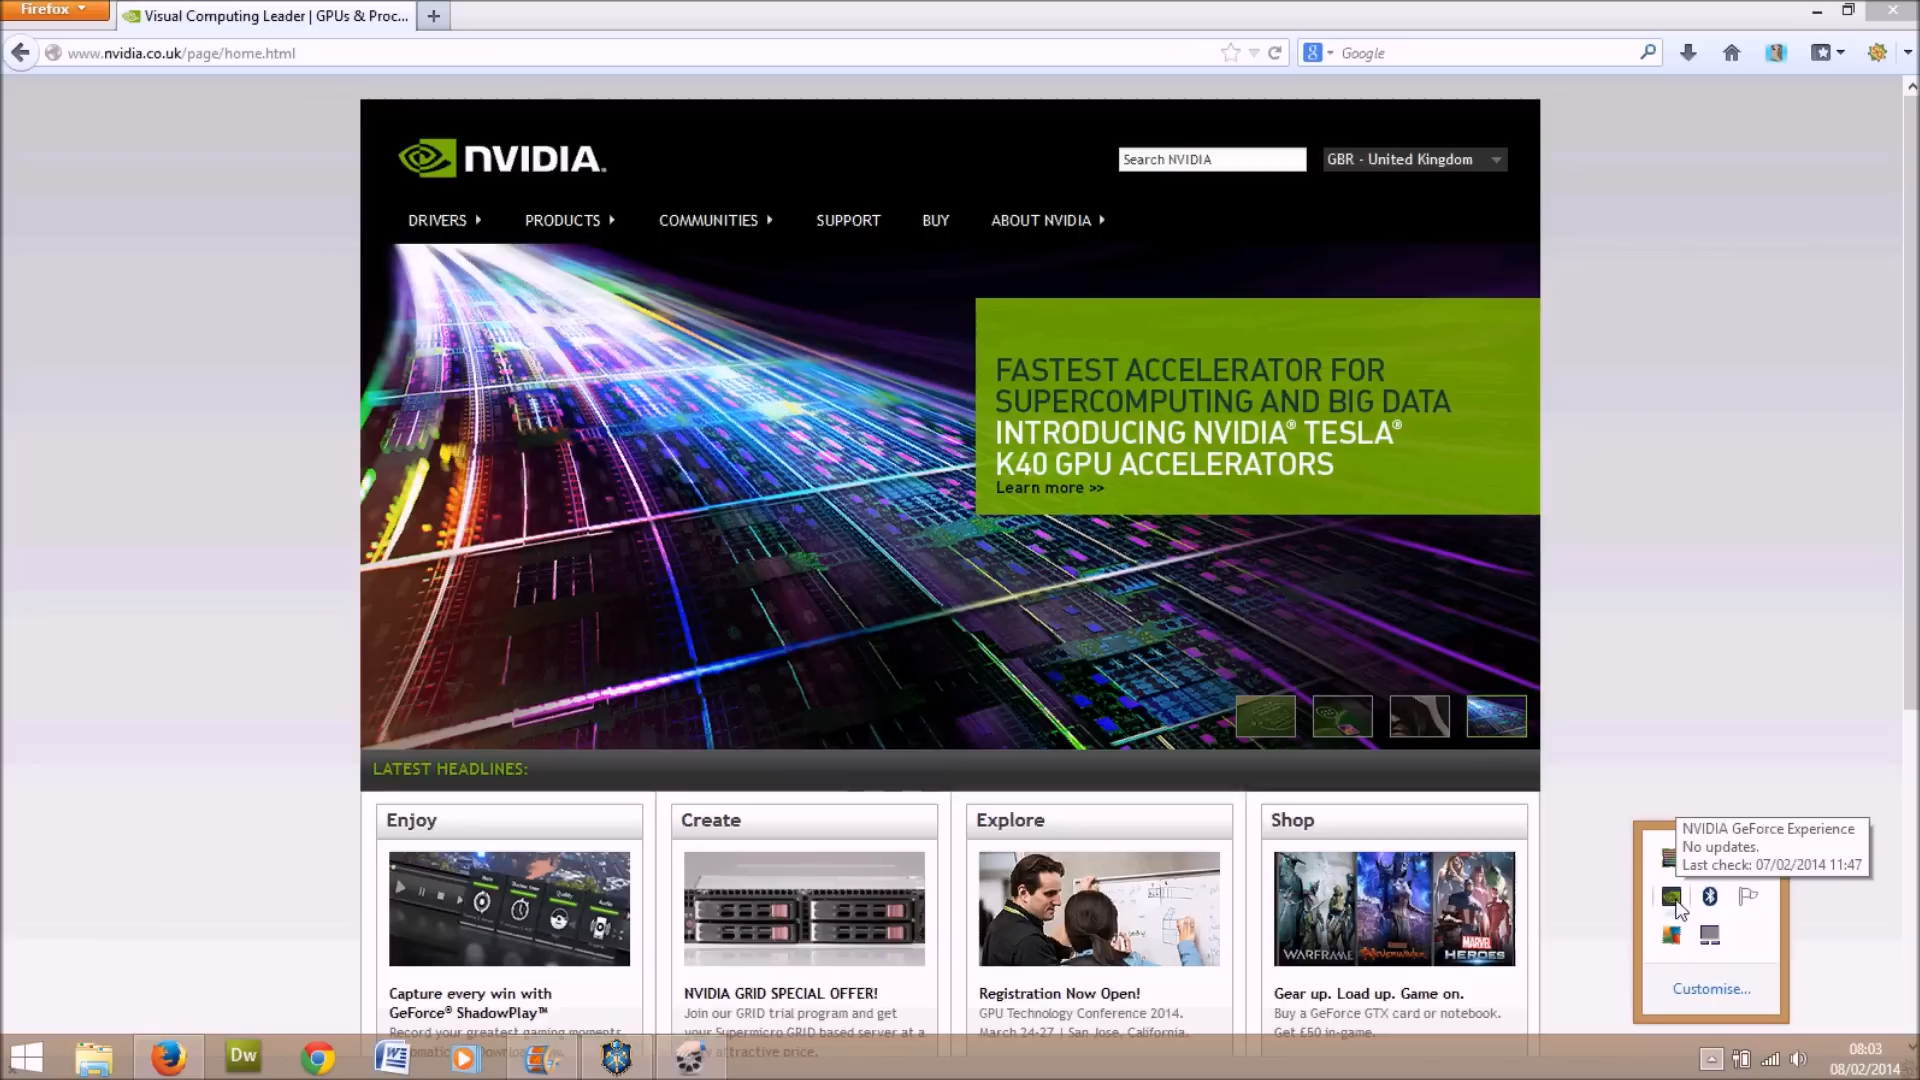 Firefox
Visual Computing Leader | GPUs & Proc...
www.nvidia.co.uk/page/home.html
Google
NVIDIA.
Search NVIDIA
GBR - United Kingdom
DRIVERS
PRODUCTS
COMMUNITIES
SUPPORT
BUY
ABOUT NVIDIA
FASTEST ACCELERATOR FOR
SUPERCOMPUTING AND BIG DATA
INTRODUCING NVIDIA® TESLA®
K40 GPU ACCELERATORS
Learn more >>
LATEST HEADLINES:
Enjoy
Capture every win with
GeForce® ShadowPlay™
Record your greatest gaming moments
Create
NVIDIA GRID SPECIAL OFFER!
Join our GRID trial program and get
your Supermicro GRID based server at a
attractive price.
Explore
Registration Now Open!
GPU Technology Conference 2014.
March 24-27 | San Jose, California.
Shop
WARFRAME
Neverwinter
MARVEL
HEROES
Gear up. Load up. Game on.
Buy a GeForce GTX card or notebook.
Get £50 in-game.
NVIDIA GeForce Experience
No updates.
Last check: 07/02/2014 11:47
Customise...
Dw
08:03
08/02/2014